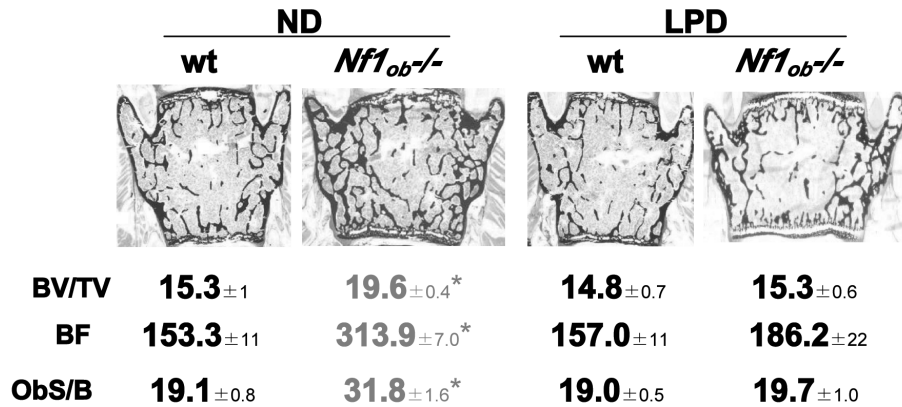 ND LPD
wt Nf1ob-/- wt Nf1ob-/-
BV/TV 15.3±1 19.6±0.4* 14.8±0.7 15.3±0.6
BF 153.3±11 313.9±7.0* 157.0±11 186.2±22
ObS/B 19.1±0.8 31.8±1.6* 19.0±0.5 19.7±1.0